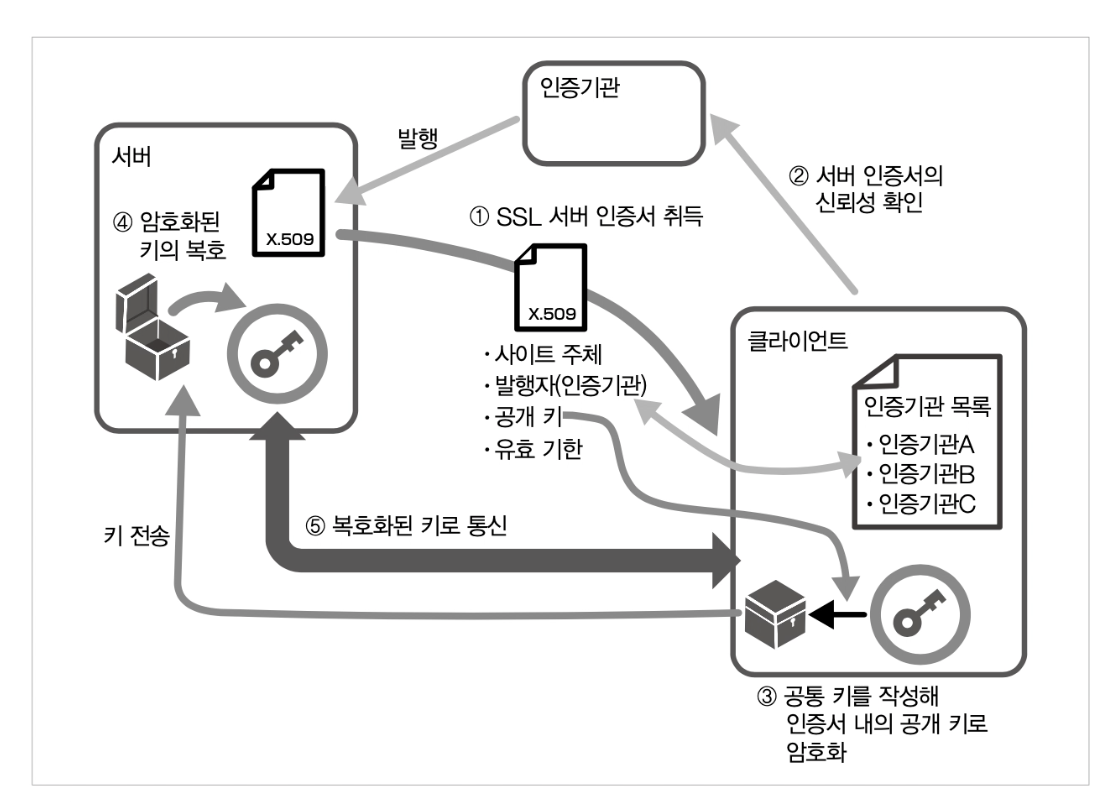 인증기관
발행
서버
X.509
④ 암호화된
키의 복호
② 서버 인증서의
신뢰성 확인
① SSL 서버 인증서 취득
X.509
· 사이트 주체
· 발행자(인증기관)
· 공개 키
· 유효 기한
클라이언트
인증기관 목록
· 인증기관A
· 인증기관B
· 인증기관C
⑤ 복호화된 키로 통신
키 전송
③ 공통 키를 작성해
인증서 내의 공개 키로
암호화